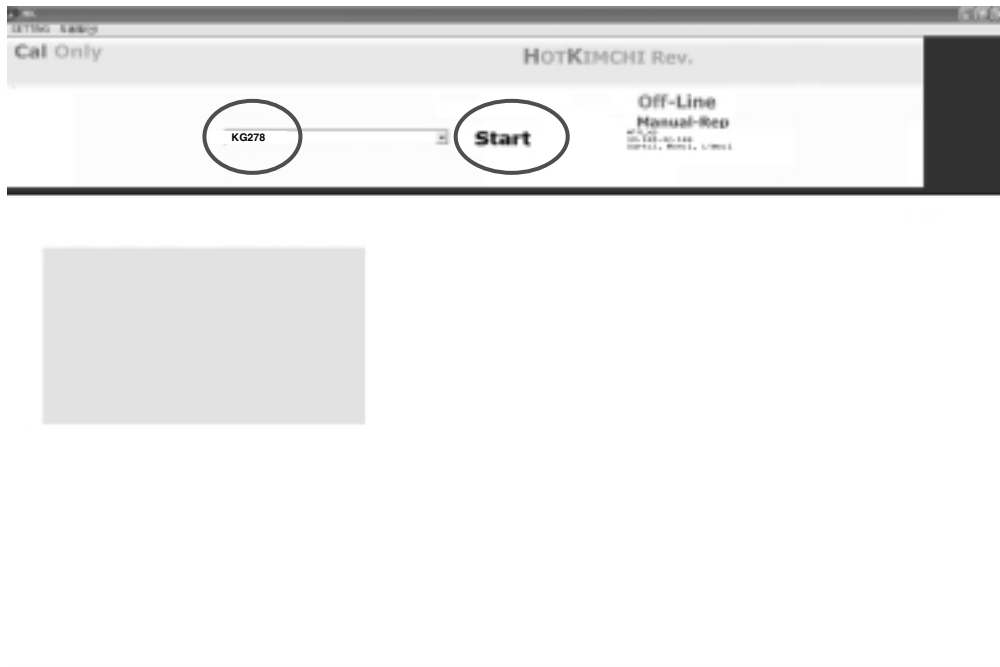 SETTING
Cal Only
HOTKIMCHI Rev.
Off-Line
Manual-Rep
KG278
Start